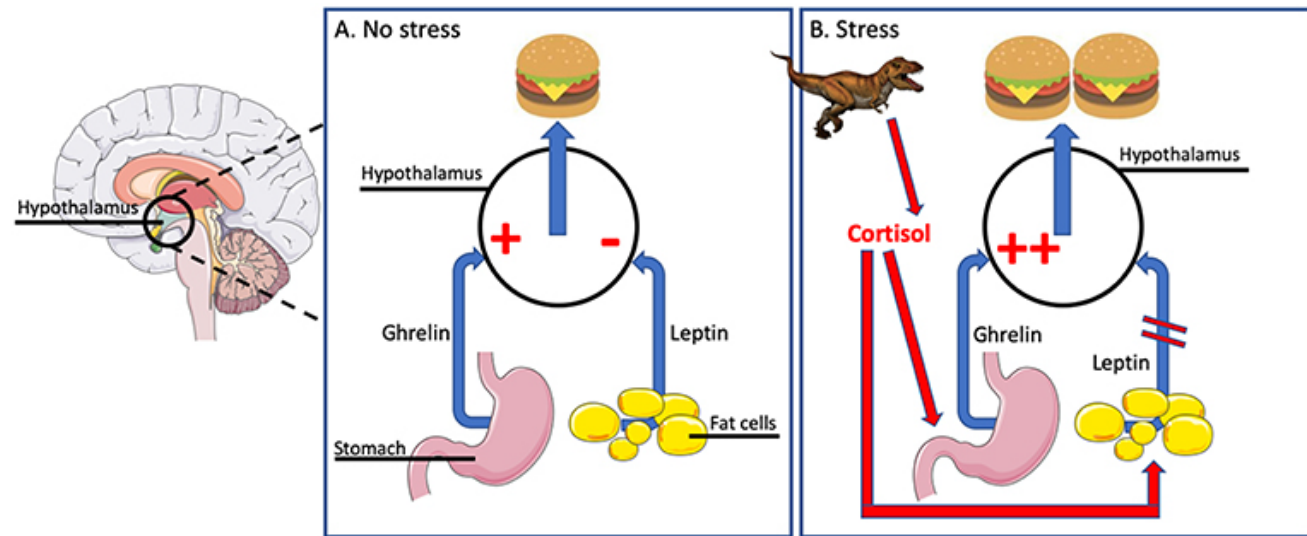 Hypothalamus
A. No stress
Hypothalamus
+
-
Ghrelin
Leptin
Stomach
Fat cells
B. Stress
Hypothalamus
Cortisol
++
Ghrelin
Leptin